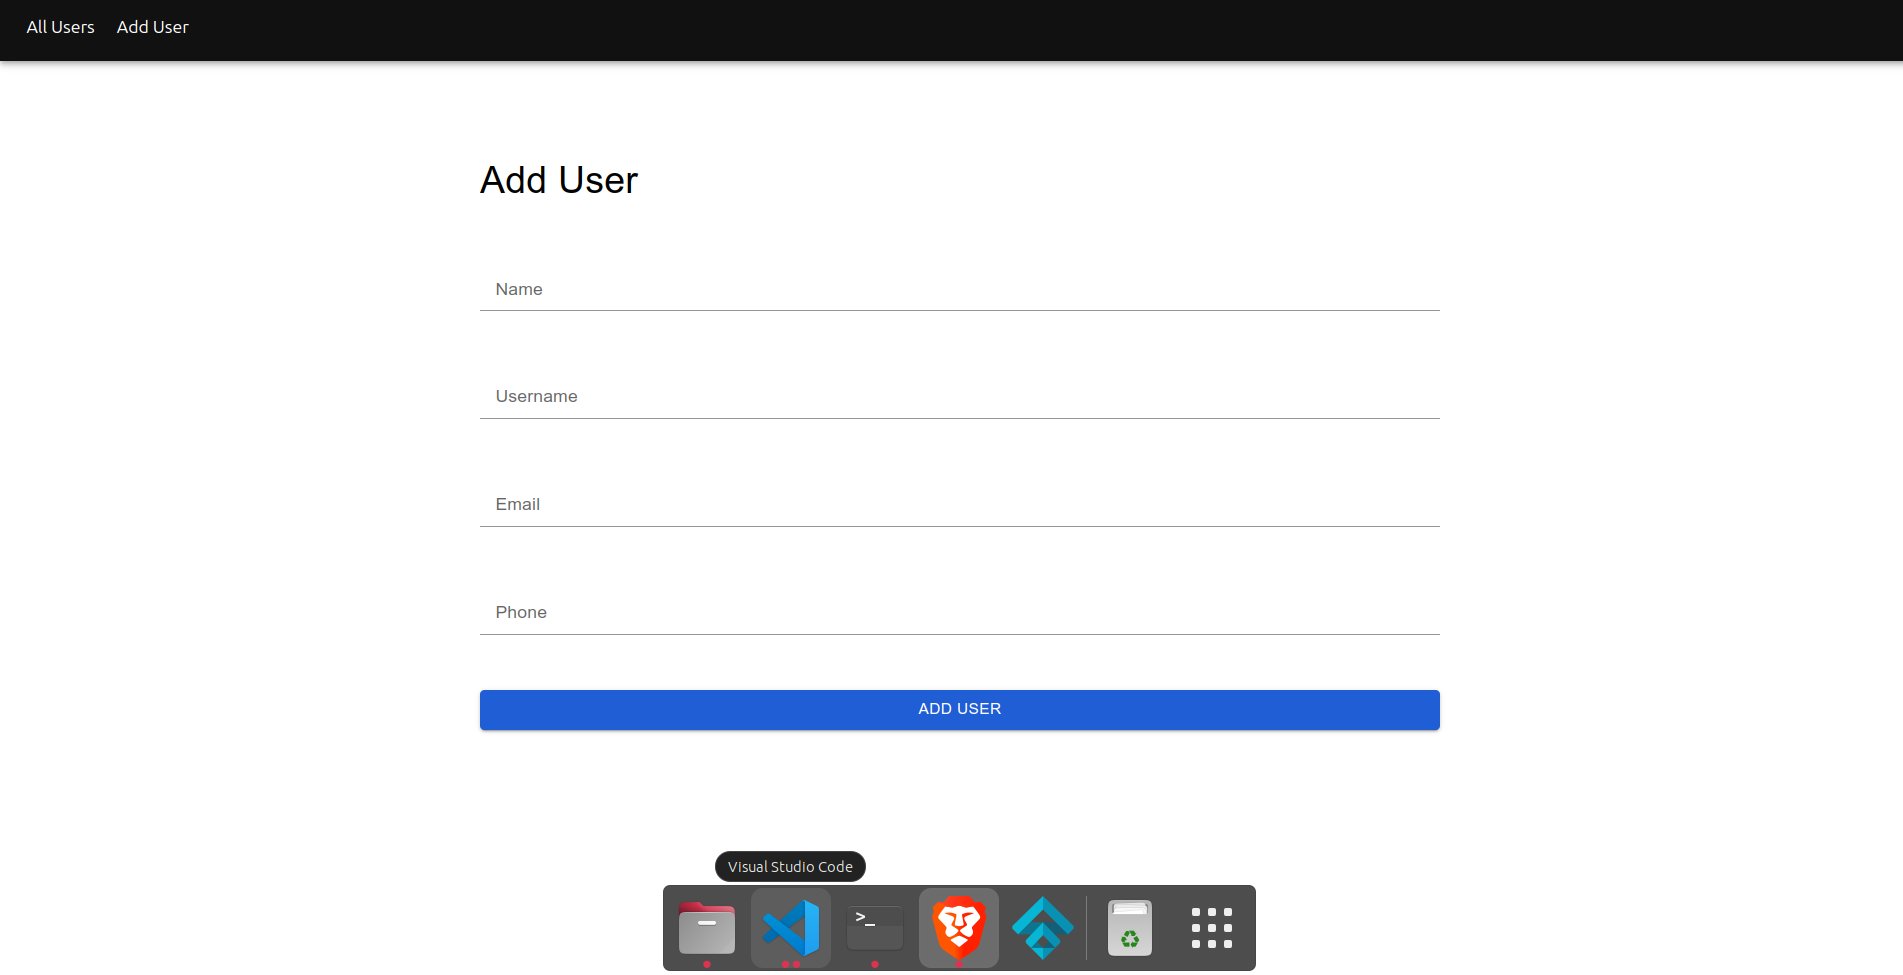 All Users Add User
Add User
Name
Username
Email
Phone
ADD USER
Visual Studio Code
>_